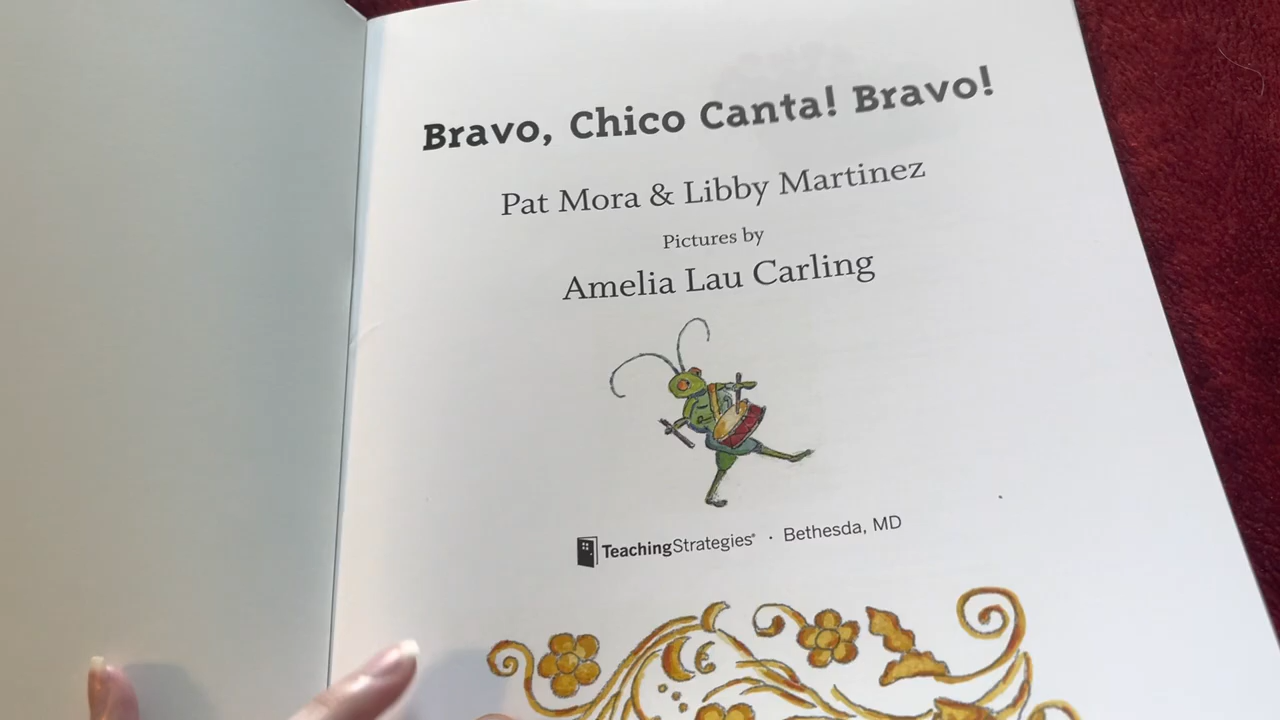 Bravo, Chico Canta! Bravo!
Pat Mora & Libby Martinez
Pictures by
Amelia Lau Carling
TeachingStrategies® · Bethesda, MD